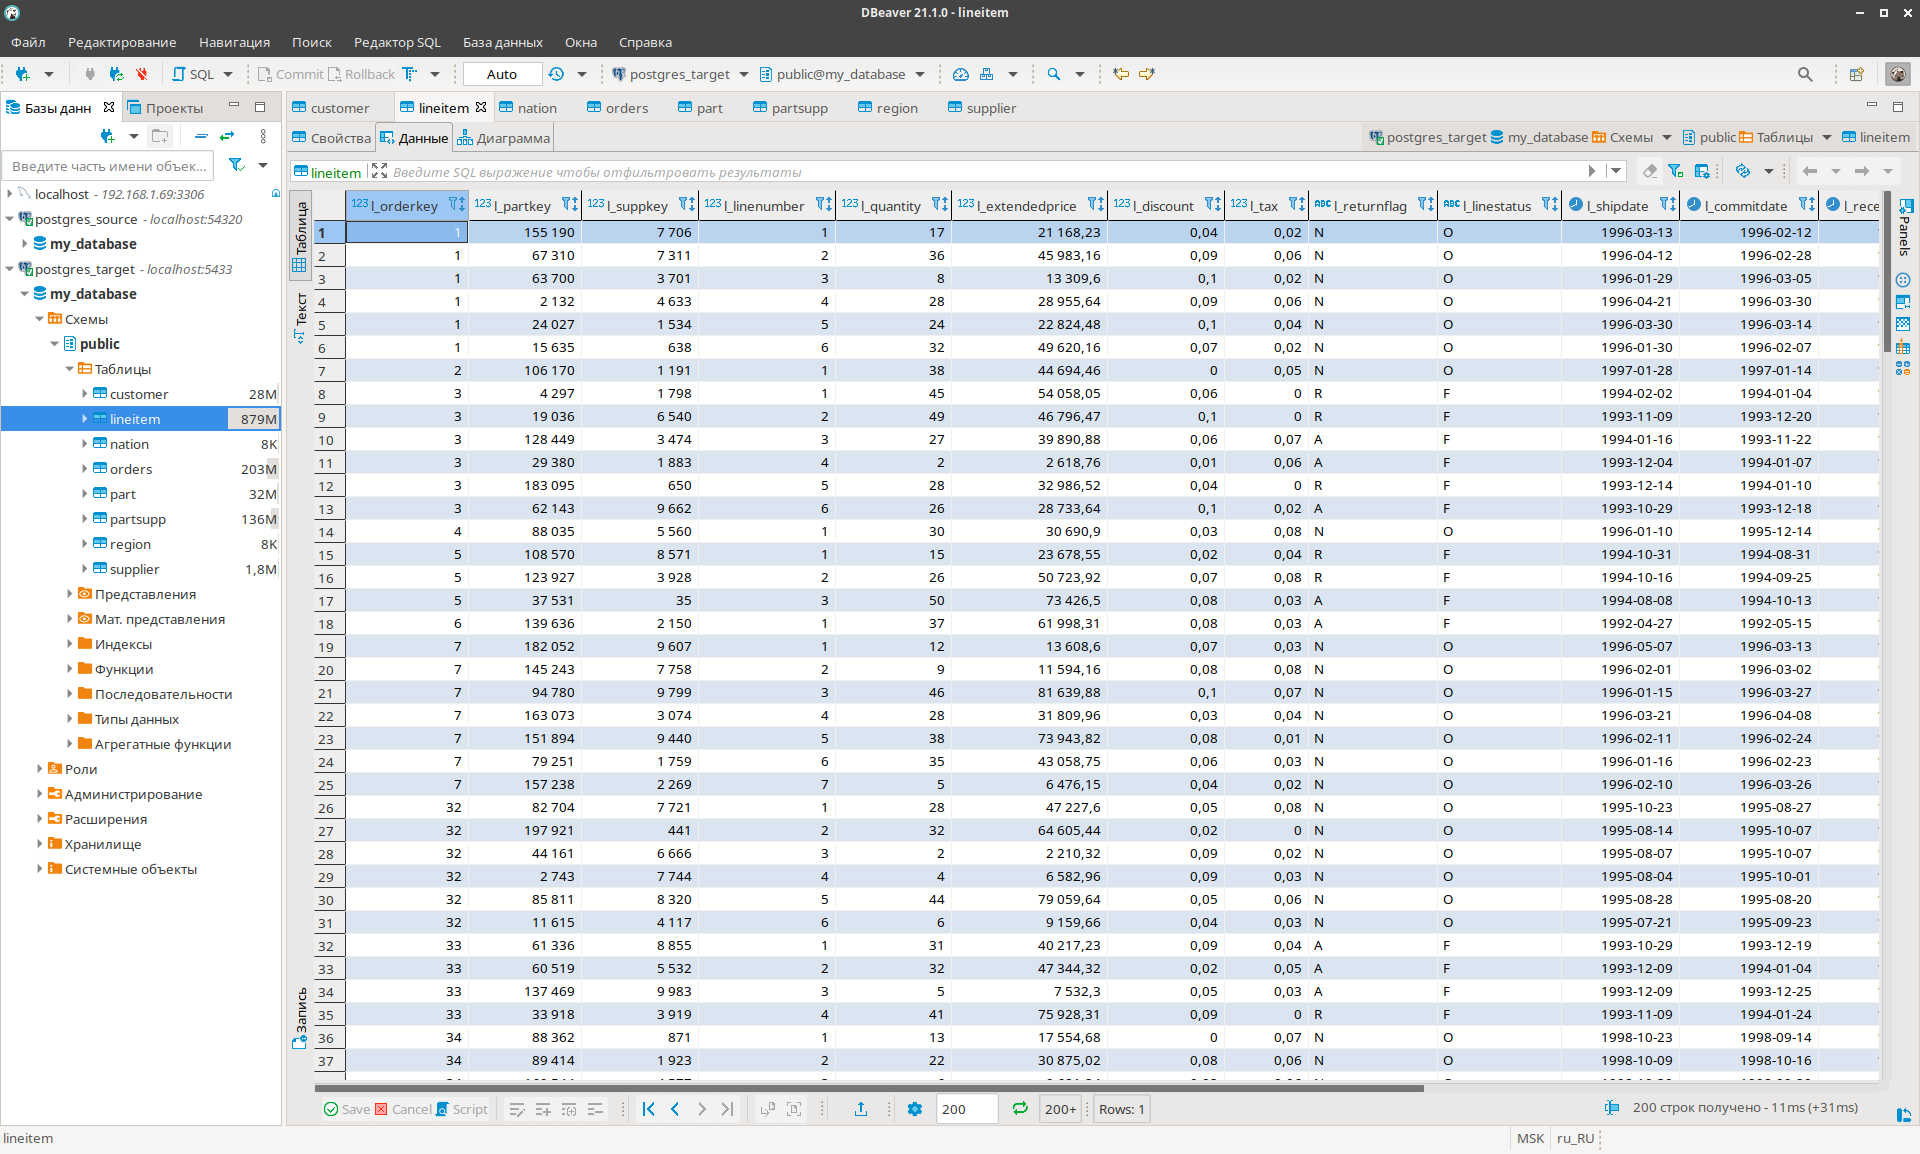 DBeaver 21.1.0 - lineitem
Файл Редактирование Навигация Поиск Редактор SQL База данных Окна Справка
SQL Commit Rollback Auto postgres_target public@my_database
Базы данн Проекты
customer lineitem nation orders part partsupp region supplier
Свойства Данные Диаграмма postgres_target my_database Схемы public Таблицы lineitem
Введите часть имени объек...
lineitem Введите SQL выражение чтобы отфильтровать результаты
localhost - 192.168.1.69:3306
postgres_source - localhost:54320
my_database
postgres_target - localhost:5433
my_database
Схемы
public
Таблицы
customer 28M
lineitem 879M
nation 8K
orders 203M
part 32M
partsupp 136M
region 8K
supplier 1,8M
Представления
Мат. представления
Индексы
Функции
Последовательности
Типы данных
Агрегатные функции
Роли
Администрирование
Расширения
Хранилище
Системные объекты
Таблица
Текст
Запись
Panels
123 l_orderkey 123 l_partkey 123 l_suppkey 123 l_linenumber 123 l_quantity 123 l_extendedprice 123 l_discount 123 l_tax ABC l_returnflag ABC l_linestatus l_shipdate l_commitdate l_rece
1 1 155 190 7 706 1 17 21 168,23 0,04 0,02 N O 1996-03-13 1996-02-12
2 1 67 310 7 311 2 36 45 983,16 0,09 0,06 N O 1996-04-12 1996-02-28
3 1 63 700 3 701 3 8 13 309,6 0,1 0,02 N O 1996-01-29 1996-03-05
4 1 2 132 4 633 4 28 28 955,64 0,09 0,06 N O 1996-04-21 1996-03-30
5 1 24 027 1 534 5 24 22 824,48 0,1 0,04 N O 1996-03-30 1996-03-14
6 1 15 635 638 6 32 49 620,16 0,07 0,02 N O 1996-01-30 1996-02-07
7 2 106 170 1 191 1 38 44 694,46 0 0,05 N O 1997-01-28 1997-01-14
8 3 4 297 1 798 1 45 54 058,05 0,06 0 R F 1994-02-02 1994-01-04
9 3 19 036 6 540 2 49 46 796,47 0,1 0 R F 1993-11-09 1993-12-20
10 3 128 449 3 474 3 27 39 890,88 0,06 0,07 A F 1994-01-16 1993-11-22
11 3 29 380 1 883 4 2 2 618,76 0,01 0,06 A F 1993-12-04 1994-01-07
12 3 183 095 650 5 28 32 986,52 0,04 0 R F 1993-12-14 1994-01-10
13 3 62 143 9 662 6 26 28 733,64 0,1 0,02 A F 1993-10-29 1993-12-18
14 4 88 035 5 560 1 30 30 690,9 0,03 0,08 N O 1996-01-10 1995-12-14
15 5 108 570 8 571 1 15 23 678,55 0,02 0,04 R F 1994-10-31 1994-08-31
16 5 123 927 3 928 2 26 50 723,92 0,07 0,08 R F 1994-10-16 1994-09-25
17 5 37 531 35 3 50 73 426,5 0,08 0,03 A F 1994-08-08 1994-10-13
18 6 139 636 2 150 1 37 61 998,31 0,08 0,03 A F 1992-04-27 1992-05-15
19 7 182 052 9 607 1 12 13 608,6 0,07 0,03 N O 1996-05-07 1996-03-13
20 7 145 243 7 758 2 9 11 594,16 0,08 0,08 N O 1996-02-01 1996-03-02
21 7 94 780 9 799 3 46 81 639,88 0,1 0,07 N O 1996-01-15 1996-03-27
22 7 163 073 3 074 4 28 31 809,96 0,03 0,04 N O 1996-03-21 1996-04-08
23 7 151 894 9 440 5 38 73 943,82 0,08 0,01 N O 1996-02-11 1996-02-24
24 7 79 251 1 759 6 35 43 058,75 0,06 0,03 N O 1996-01-16 1996-02-23
25 7 157 238 2 269 7 5 6 476,15 0,04 0,02 N O 1996-02-10 1996-03-26
26 32 82 704 7 721 1 28 47 227,6 0,05 0,08 N O 1995-10-23 1995-08-27
27 32 197 921 441 2 32 64 605,44 0,02 0 N O 1995-08-14 1995-10-07
28 32 44 161 6 666 3 2 2 210,32 0,09 0,02 N O 1995-08-07 1995-10-07
29 32 2 743 7 744 4 4 6 582,96 0,09 0,03 N O 1995-08-04 1995-10-01
30 32 85 811 8 320 5 44 79 059,64 0,05 0,06 N O 1995-08-28 1995-08-20
31 32 11 615 4 117 6 6 9 159,66 0,04 0,03 N O 1995-07-21 1995-09-23
32 33 61 336 8 855 1 31 40 217,23 0,09 0,04 A F 1993-10-29 1993-12-19
33 33 60 519 5 532 2 32 47 344,32 0,02 0,05 A F 1993-12-09 1994-01-04
34 33 137 469 9 983 3 5 7 532,3 0,05 0,03 A F 1993-12-09 1993-12-25
35 33 33 918 3 919 4 41 75 928,31 0,09 0 R F 1993-11-09 1994-01-24
36 34 88 362 871 1 13 17 554,68 0 0,07 N O 1998-10-23 1998-09-14
37 34 89 414 1 923 2 22 30 875,02 0,08 0,06 N O 1998-10-09 1998-10-16
Save Cancel Script 200 200+ Rows: 1 200 строк получено - 11ms (+31ms)
lineitem MSK ru_RU